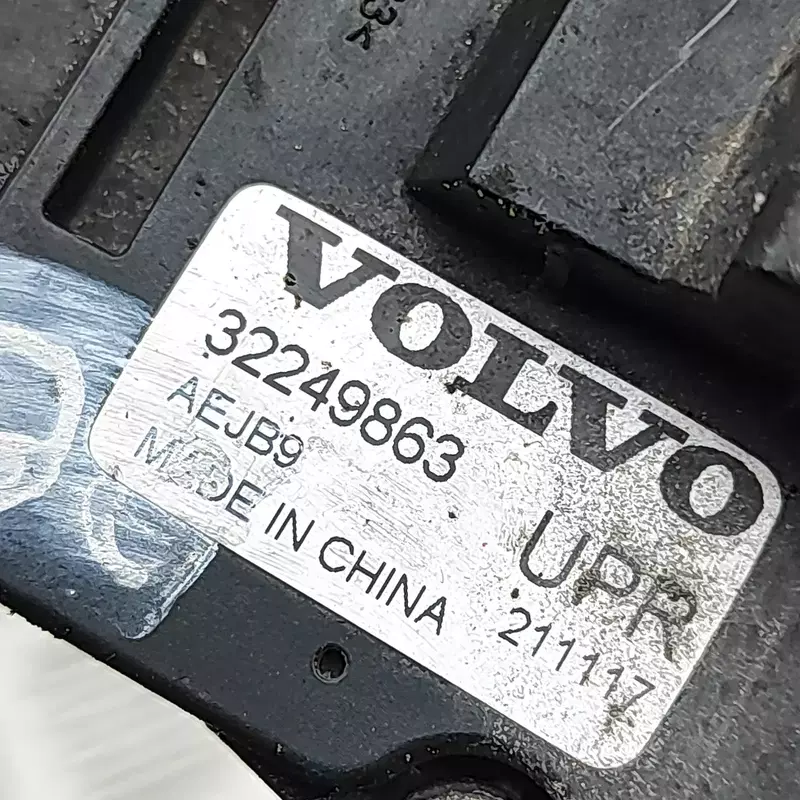 VOLVO
32249863
AEJB9
MADE IN CHINA
UPR
211117